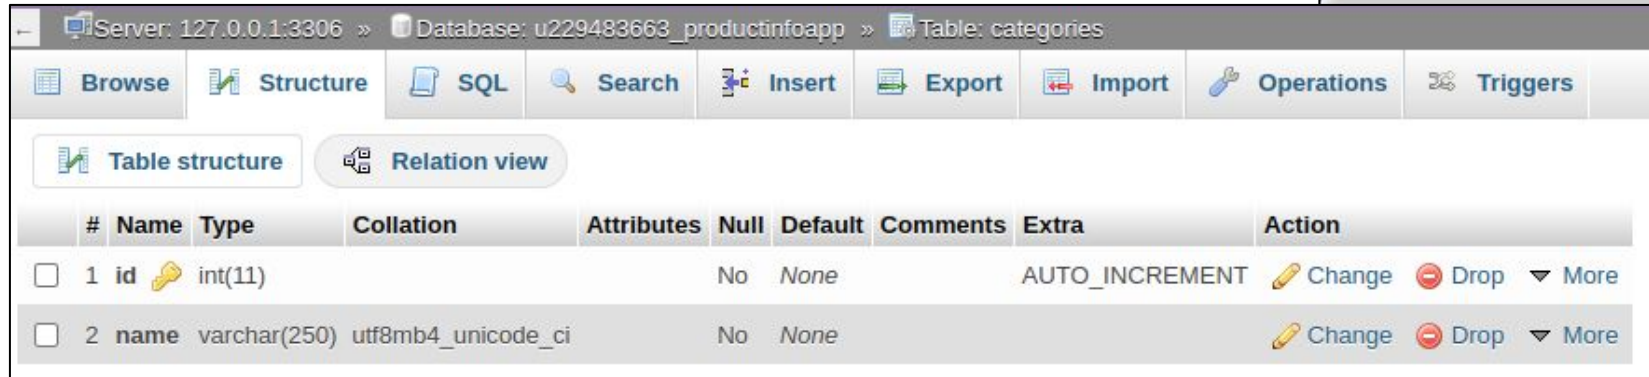 ← Server: 127.0.0.1:3306 » Database: u229483663_productinfoapp » Table: categories
Browse Structure SQL Search Insert Export Import Operations Triggers
Table structure Relation view
# Name Type Collation Attributes Null Default Comments Extra Action
1 id int(11) No None AUTO_INCREMENT Change Drop More
2 name varchar(250) utf8mb4_unicode_ci No None Change Drop More